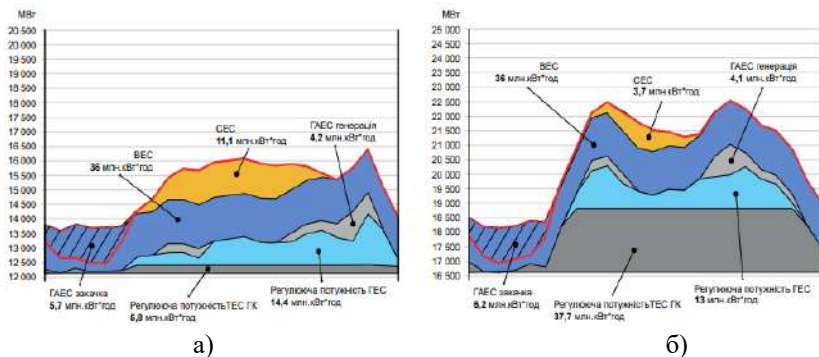 МВт
20 500
20 000
19 500
19 000
18 500
18 000
17 500
17 000
16 500
16 000
15 500
15 000
14 500
14 000
13 500
13 000
12 500
12 000
ВЕС
36 млн.кВт*год
СЕС
11,1 млн.кВт*год
ГАЕС генерація
4,2 млн.кВт*год
ГАЕС закачка
5,7 млн.кВт*год
Регулююча потужність ТЕС ГК
5,8 млн.кВт*год
Регулююча потужність ГЕС
14,4 млн.кВт*год
а)
МВт
25 000
24 500
24 000
23 500
23 000
22 500
22 000
21 500
21 000
20 500
20 000
19 500
19 000
18 500
18 000
17 500
17 000
16 500
ВЕС
36 млн.кВт*год
СЕС
3,7 млн.кВт*год
ГАЕС генерація
4,1 млн.кВт*год
ГАЕС закачка
6,2 млн.кВт*год
Регулююча потужність ТЕС ГК
37,7 млн.кВт*год
Регулююча потужність ГЕС
13 млн.кВт*год
б)